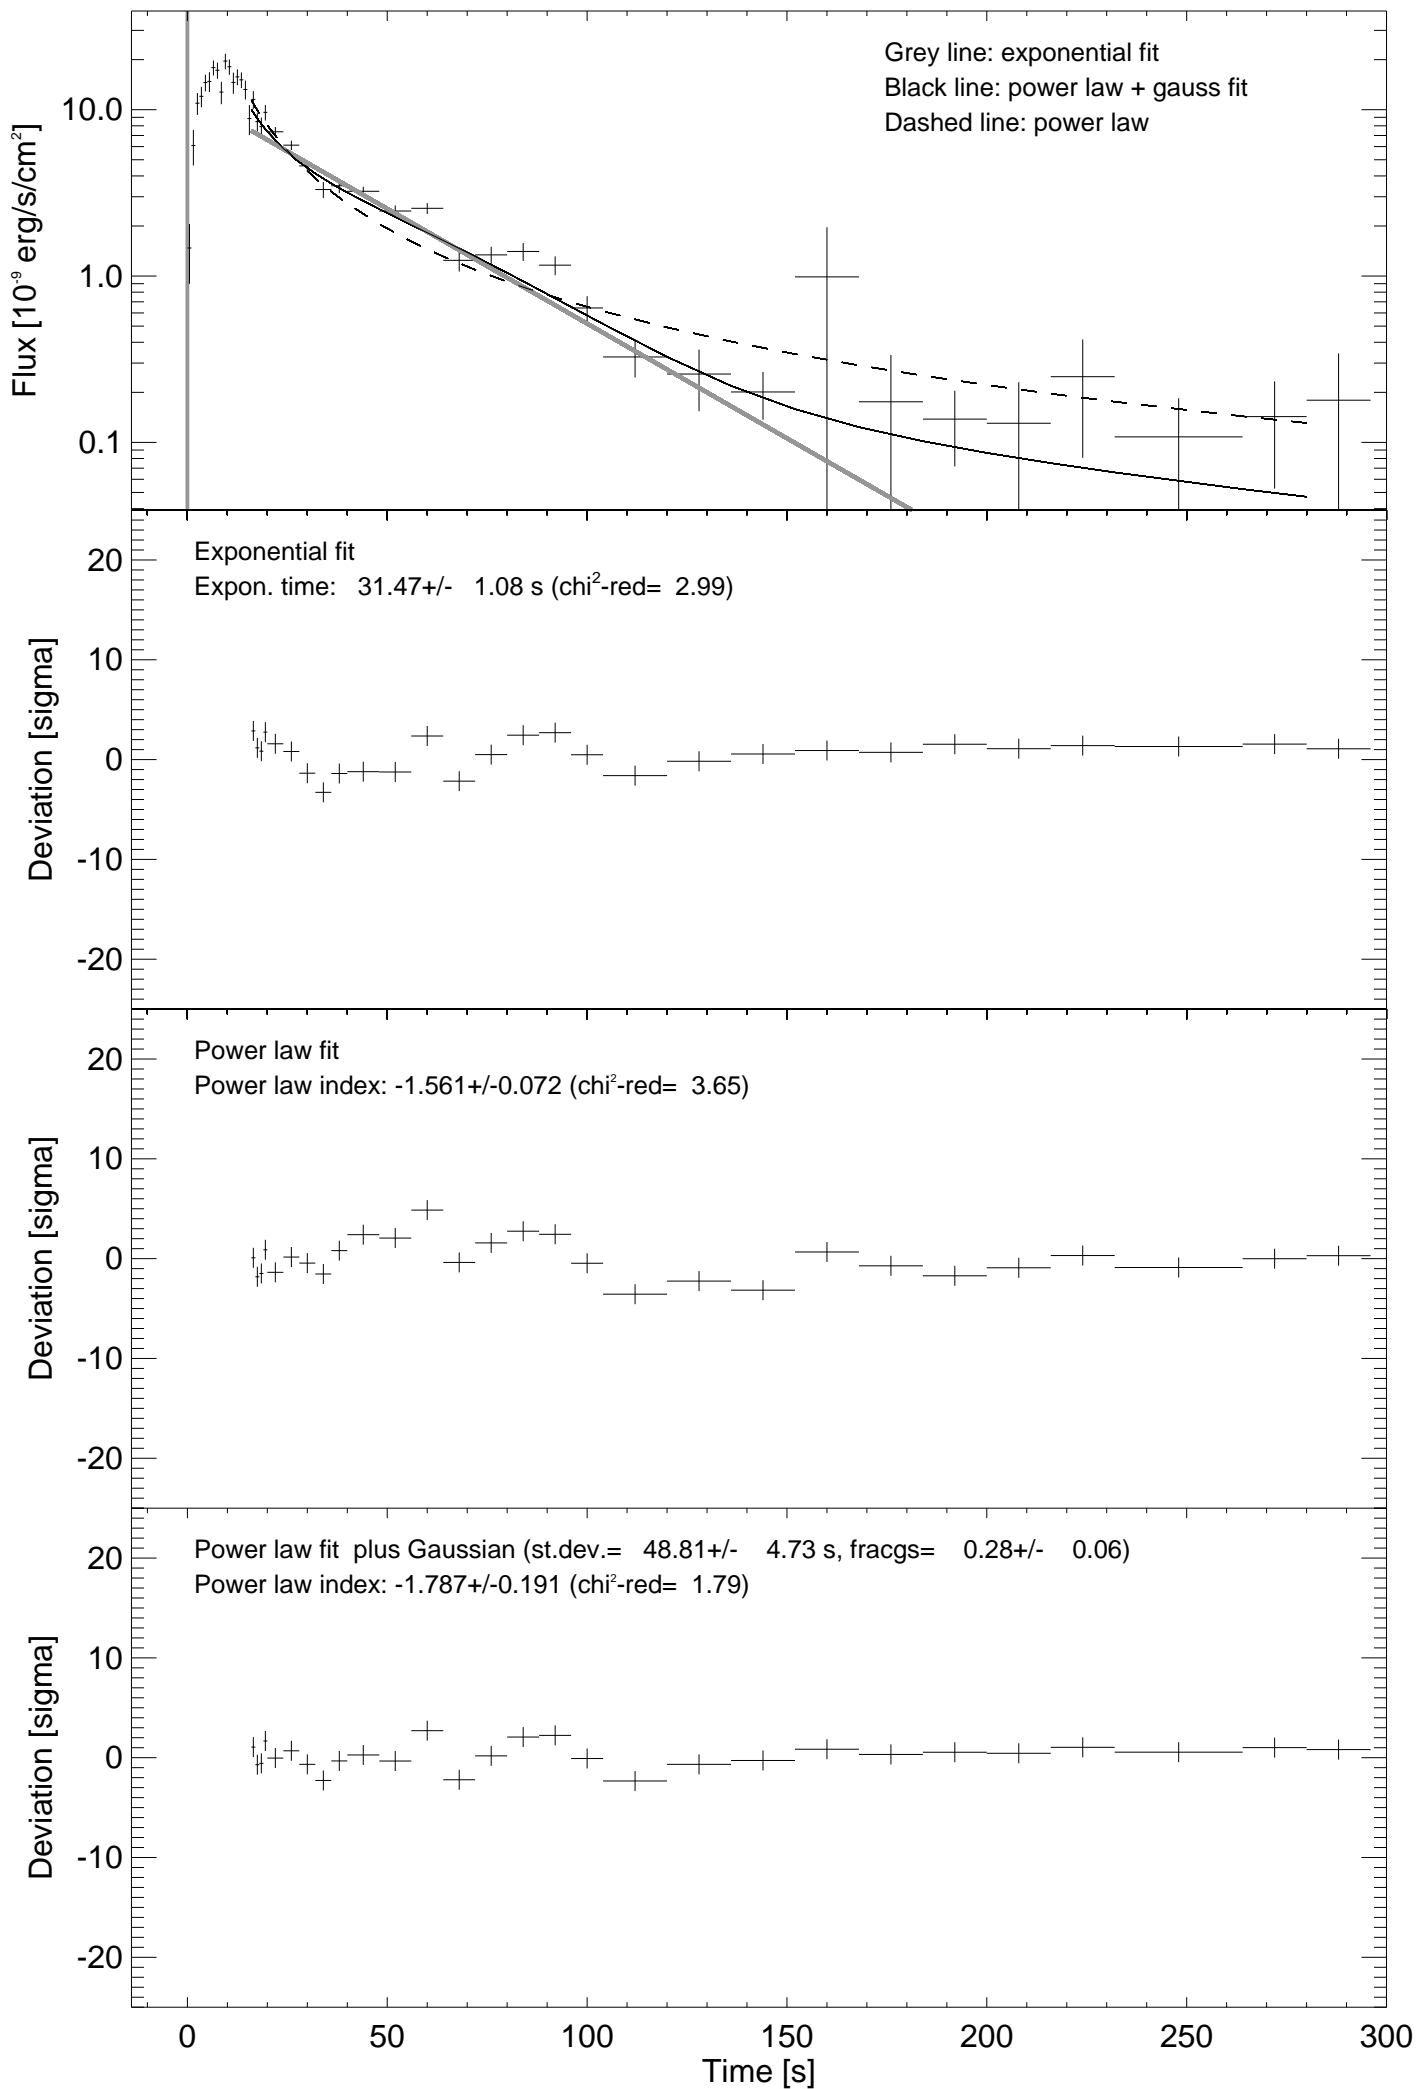 Grey line: exponential fit
Black line: power law + gauss fit
Dashed line: power law
10.0
1.0
0.1
Flux [10⁻⁹ erg/s/cm²]
Exponential fit
Expon. time: 31.47+/- 1.08 s (chi²-red= 2.99)
20
10
0
-10
-20
Deviation [sigma]
Power law fit
Power law index: -1.561+/-0.072 (chi²-red= 3.65)
20
10
0
-10
-20
Deviation [sigma]
Power law fit plus Gaussian (st.dev.= 48.81+/- 4.73 s, fracgs= 0.28+/- 0.06)
Power law index: -1.787+/-0.191 (chi²-red= 1.79)
20
10
0
-10
-20
Deviation [sigma]
0 50 100 150 200 250 300
Time [s]